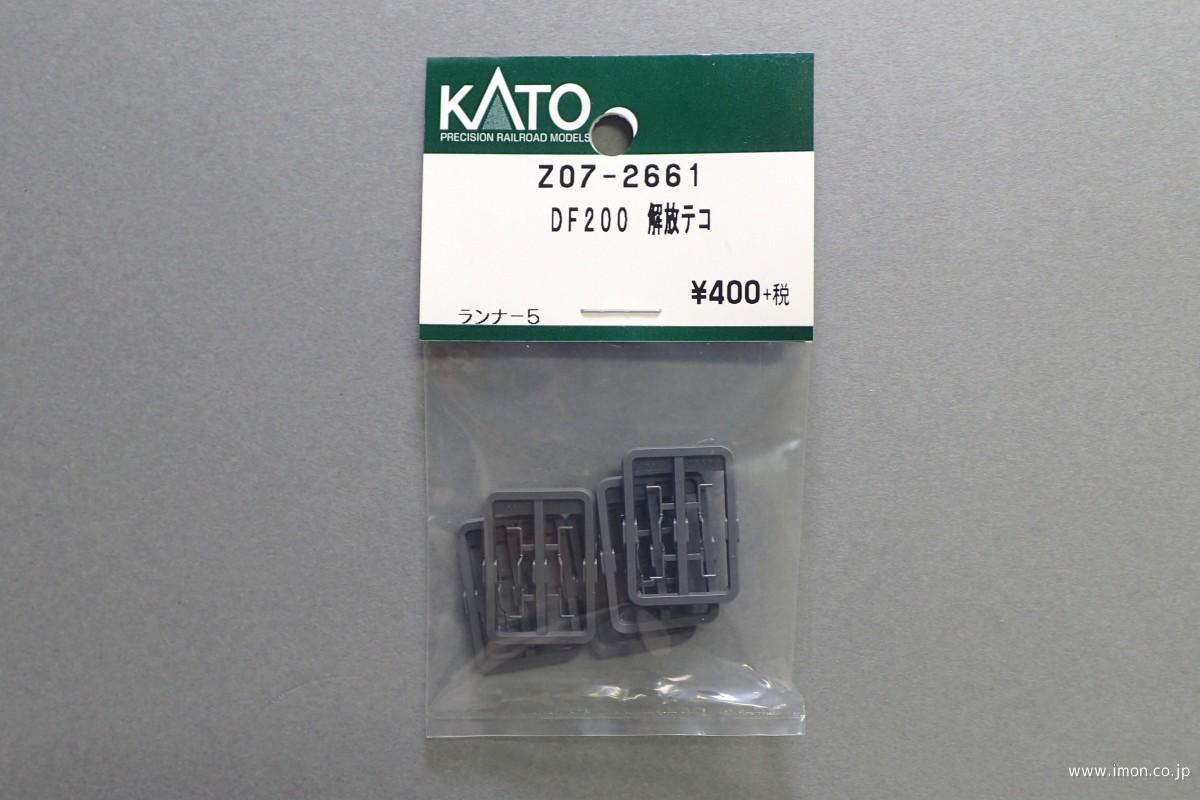 KATO
PRECISION RAILROAD MODELS
Z07-2661
DF200 解放テコ
¥400+税
ランナー5
www.imon.co.jp